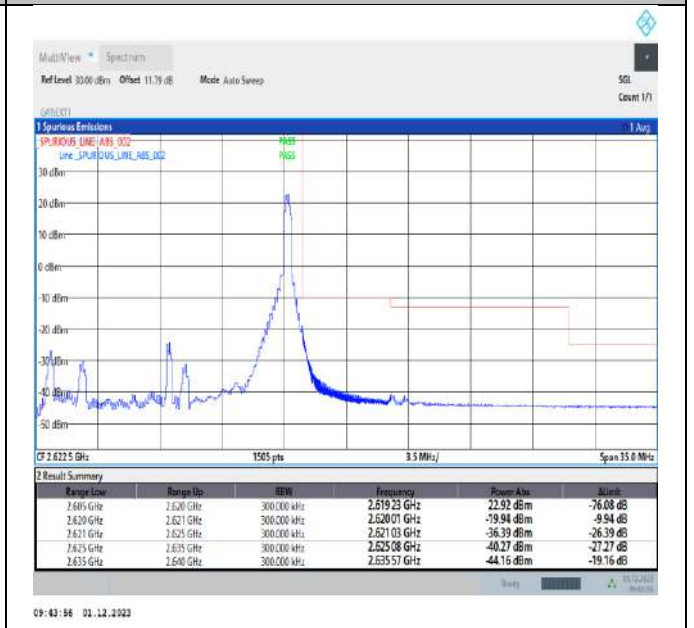 MultiView Spectrum
Ref Level 30.00 dBm Offset 11.79 dB Mode Auto Sweep SGL
Count 1/1
1 Spurious Emissions 1 Avg
SPURIOUS_LINE_ABS_002 PASS
Line _SPURIOUS_LINE_ABS_002 PASS
30 dBm
20 dBm
10 dBm
0 dBm
-10 dBm
-20 dBm
-30 dBm
-40 dBm
-50 dBm
CF 2.6225 GHz 1505 pts 3.5 MHz/ Span 35.0 MHz
2 Result Summary
Range Low Range Up RBW Frequency Power Abs ΔLimit
2.605 GHz 2.620 GHz 300.000 kHz 2.61923 GHz 22.92 dBm -76.08 dB
2.620 GHz 2.621 GHz 300.000 kHz 2.62001 GHz -19.94 dBm -9.94 dB
2.621 GHz 2.625 GHz 300.000 kHz 2.62103 GHz -36.39 dBm -26.39 dB
2.625 GHz 2.635 GHz 300.000 kHz 2.62508 GHz -40.27 dBm -27.27 dB
2.635 GHz 2.640 GHz 300.000 kHz 2.63557 GHz -44.16 dBm -19.16 dB
Ready
09:43:56 01.12.2023